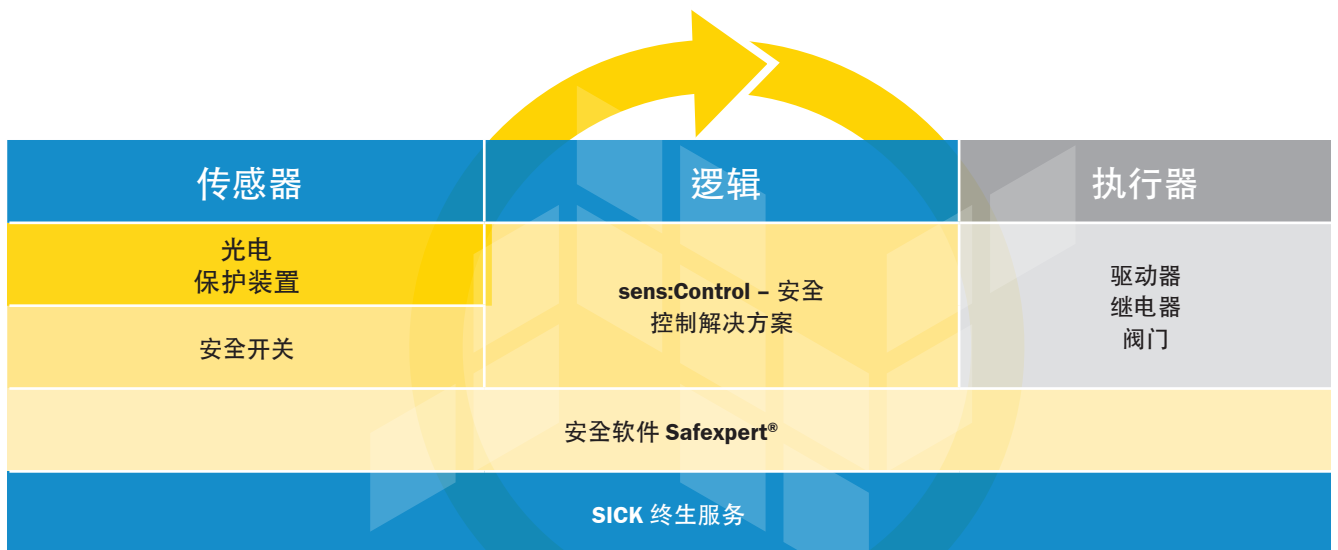 传感器
逻辑
执行器
光电
保护装置
安全开关
sens:Control – 安全
控制解决方案
驱动器
继电器
阀门
安全软件 Safexpert®
SICK 终生服务